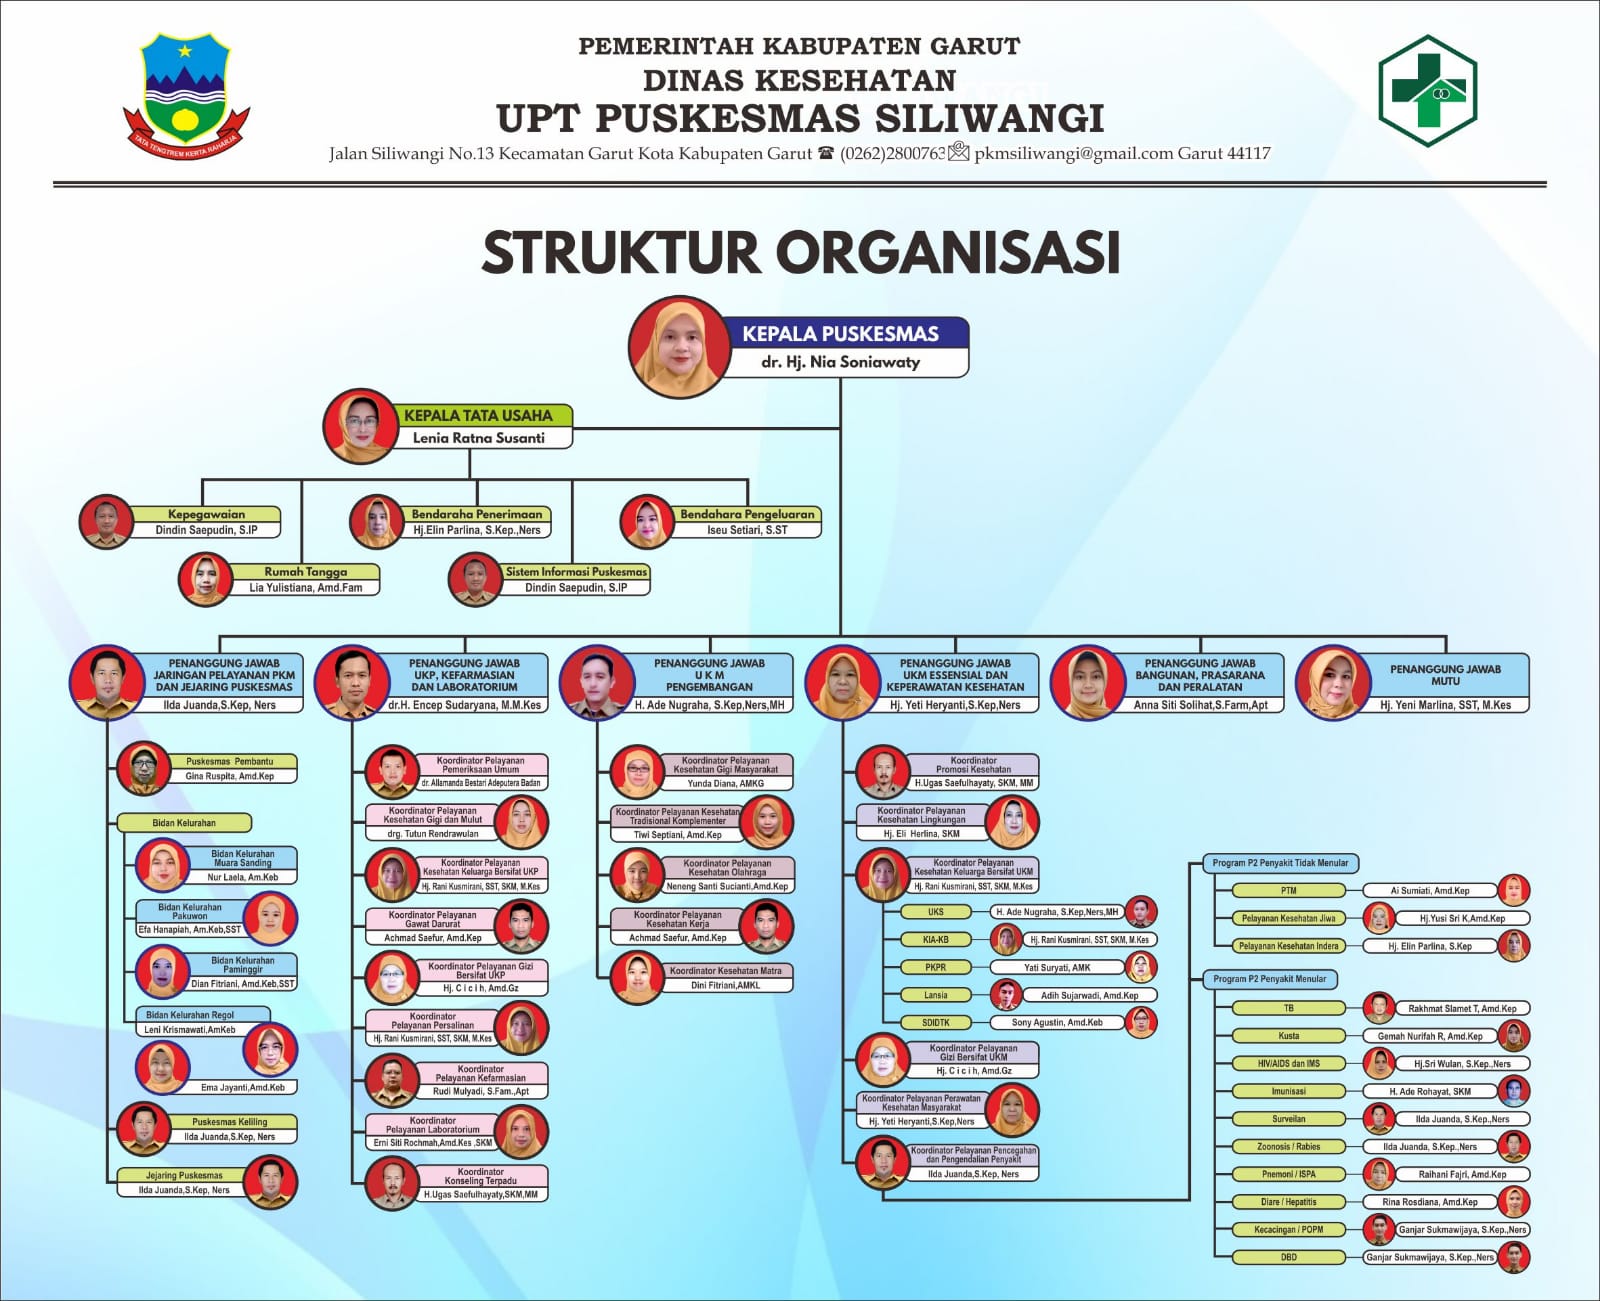 PEMERINTAH KABUPATEN GARUT
DINAS KESEHATAN
UPT PUSKESMAS SILIWANGI
Jalan Siliwangi No.13 Kecamatan Garut Kota Kabupaten Garut ☎ (0262)2800763 ✉ pkmsiliwangi@gmail.com Garut 44117
TATA TENGTREM KERTA RAHARJA
STRUKTUR ORGANISASI
KEPALA PUSKESMAS
dr. Hj. Nia Soniawaty
KEPALA TATA USAHA
Lenia Ratna Susanti
Kepegawaian
Dindin Saepudin, S.IP
Bendaraha Penerimaan
Hj.Elin Parlina, S.Kep.,Ners
Bendahara Pengeluaran
Iseu Setiari, S.ST
Rumah Tangga
Lia Yulistiana, Amd.Fam
Sistem Informasi Puskesmas
Dindin Saepudin, S.IP
PENANGGUNG JAWAB
JARINGAN PELAYANAN PKM
DAN JEJARING PUSKESMAS
Ilda Juanda,S.Kep, Ners
PENANGGUNG JAWAB
UKP, KEFARMASIAN
DAN LABORATORIUM
dr.H. Encep Sudaryana, M.M.Kes
PENANGGUNG JAWAB
U K M
PENGEMBANGAN
H. Ade Nugraha, S.Kep,Ners,MH
PENANGGUNG JAWAB
UKM ESSENSIAL DAN
KEPERAWATAN KESEHATAN
Hj. Yeti Heryanti,S.Kep,Ners
PENANGGUNG JAWAB
BANGUNAN, PRASARANA
DAN PERALATAN
Anna Siti Solihat,S.Farm,Apt
PENANGGUNG JAWAB
MUTU
Hj. Yeni Marlina, SST, M.Kes
Puskesmas Pembantu
Gina Ruspita, Amd.Kep
Bidan Kelurahan
Bidan Kelurahan
Muara Sanding
Nur Laela, Am.Keb
Bidan Kelurahan
Pakuwon
Efa Hanapiah, Am.Keb,SST
Bidan Kelurahan
Paminggir
Dian Fitriani, Amd.Keb,SST
Bidan Kelurahan Regol
Leni Krismawati,AmKeb
Ema Jayanti,Amd.Keb
Puskesmas Keliling
Ilda Juanda,S.Kep, Ners
Jejaring Puskesmas
Ilda Juanda,S.Kep, Ners
Koordinator Pelayanan
Pemeriksaan Umum
dr. Allamanda Bestari Adeputera Badan
Koordinator Pelayanan
Kesehatan Gigi dan Mulut
drg. Tutun Rendrawulan
Koordinator Pelayanan
Kesehatan Keluarga Bersifat UKP
Hj. Rani Kusmirani, SST, SKM, M.Kes
Koordinator Pelayanan
Gawat Darurat
Achmad Saefur, Amd.Kep
Koordinator Pelayanan Gizi
Bersifat UKP
Hj. C i c i h, Amd.Gz
Koordinator
Pelayanan Persalinan
Hj. Rani Kusmirani, SST, SKM, M.Kes
Koordinator
Pelayanan Kefarmasian
Rudi Mulyadi, S.Fam.,Apt
Koordinator
Pelayanan Laboratorium
Erni Siti Rochmah,Amd.Kes ,SKM
Koordinator
Konseling Terpadu
H.Ugas Saefulhayaty,SKM,MM
Koordinator Pelayanan
Kesehatan Gigi Masyarakat
Yunda Diana, AMKG
Koordinator Pelayanan Kesehatan
Tradisional Komplementer
Tiwi Septiani, Amd.Kep
Koordinator Pelayanan
Kesehatan Olahraga
Neneng Santi Sucianti,Amd.Kep
Koordinator Pelayanan
Kesehatan Kerja
Achmad Saefur, Amd.Kep
Koordinator Kesehatan Matra
Dini Fitriani,AMKL
Koordinator
Promosi Kesehatan
H.Ugas Saefulhayaty, SKM, MM
Koordinator Pelayanan
Kesehatan Lingkungan
Hj. Eli Herlina, SKM
Koordinator Pelayanan
Kesehatan Keluarga Bersifat UKM
Hj. Rani Kusmirani, SST, SKM, M.Kes
UKS
H. Ade Nugraha, S.Kep,Ners,MH
KIA-KB
Hj. Rani Kusmirani, SST, SKM, M.Kes
PKPR
Yati Suryati, AMK
Lansia
Adih Sujarwadi, Amd.Kep
SDIDTK
Sony Agustin, Amd.Keb
Koordinator Pelayanan
Gizi Bersifat UKM
Hj. C i c i h, Amd.Gz
Koordinator Pelayanan Perawatan
Kesehatan Masyarakat
Hj. Yeti Heryanti,S.Kep,Ners
Koordinator Pelayanan Pencegahan
dan Pengendalian Penyakit
Ilda Juanda,S.Kep, Ners
Program P2 Penyakit Tidak Menular
PTM
Ai Sumiati, Amd.Kep
Pelayanan Kesehatan Jiwa
Hj.Yusi Sri K,Amd.Kep
Pelayanan Kesehatan Indera
Hj. Elin Parlina, S.Kep
Program P2 Penyakit Menular
TB
Rakhmat Slamet T, Amd.Kep
Kusta
Gemah Nurifah R, Amd.Kep
HIV/AIDS dan IMS
Hj.Sri Wulan, S.Kep.,Ners
Imunisasi
H. Ade Rohayat, SKM
Surveilan
Ilda Juanda, S.Kep.,Ners
Zoonosis / Rabies
Ilda Juanda, S.Kep.,Ners
Pnemoni / ISPA
Raihani Fajri, Amd.Kep
Diare / Hepatitis
Rina Rosdiana, Amd.Kep
Kecacingan / POPM
Ganjar Sukmawijaya, S.Kep.,Ners
DBD
Ganjar Sukmawijaya, S.Kep.,Ners